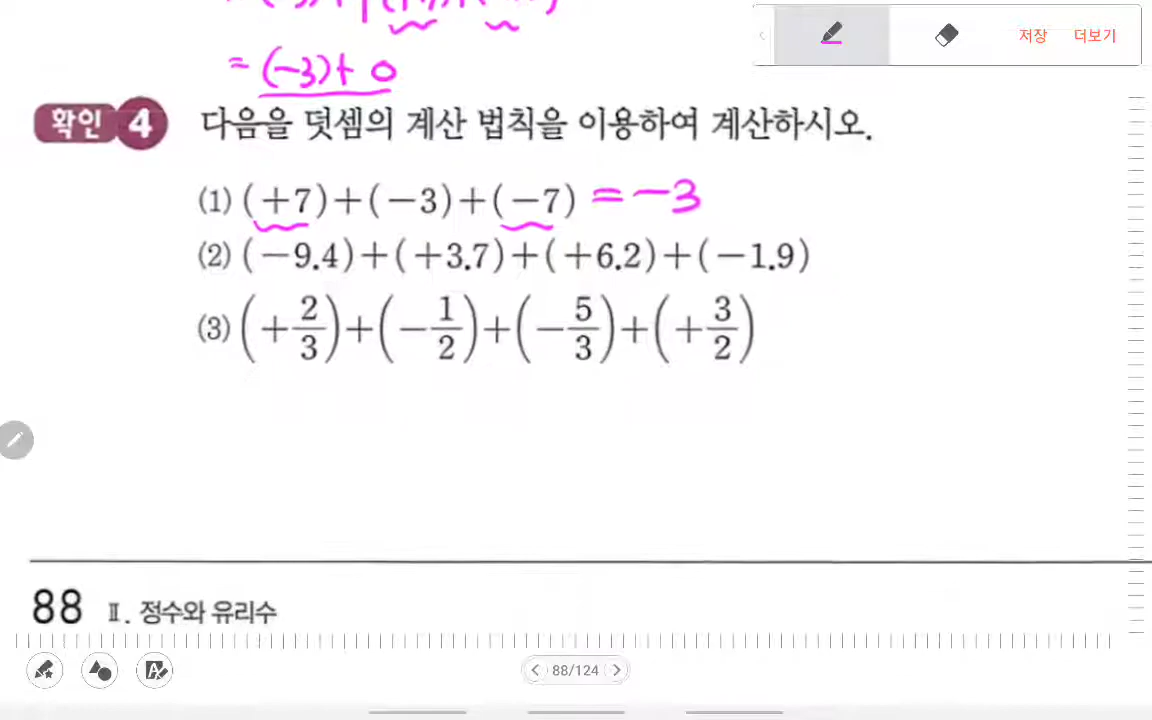 = (-3) + 0
저장 더보기
확인 4 다음을 덧셈의 계산 법칙을 이용하여 계산하시오.
(1) (+7)+(-3)+(-7) = -3
(2) (-9.4)+(+3.7)+(+6.2)+(-1.9)
(3) (+2/3)+(-1/2)+(-5/3)+(+3/2)
88 Ⅱ. 정수와 유리수
88/124